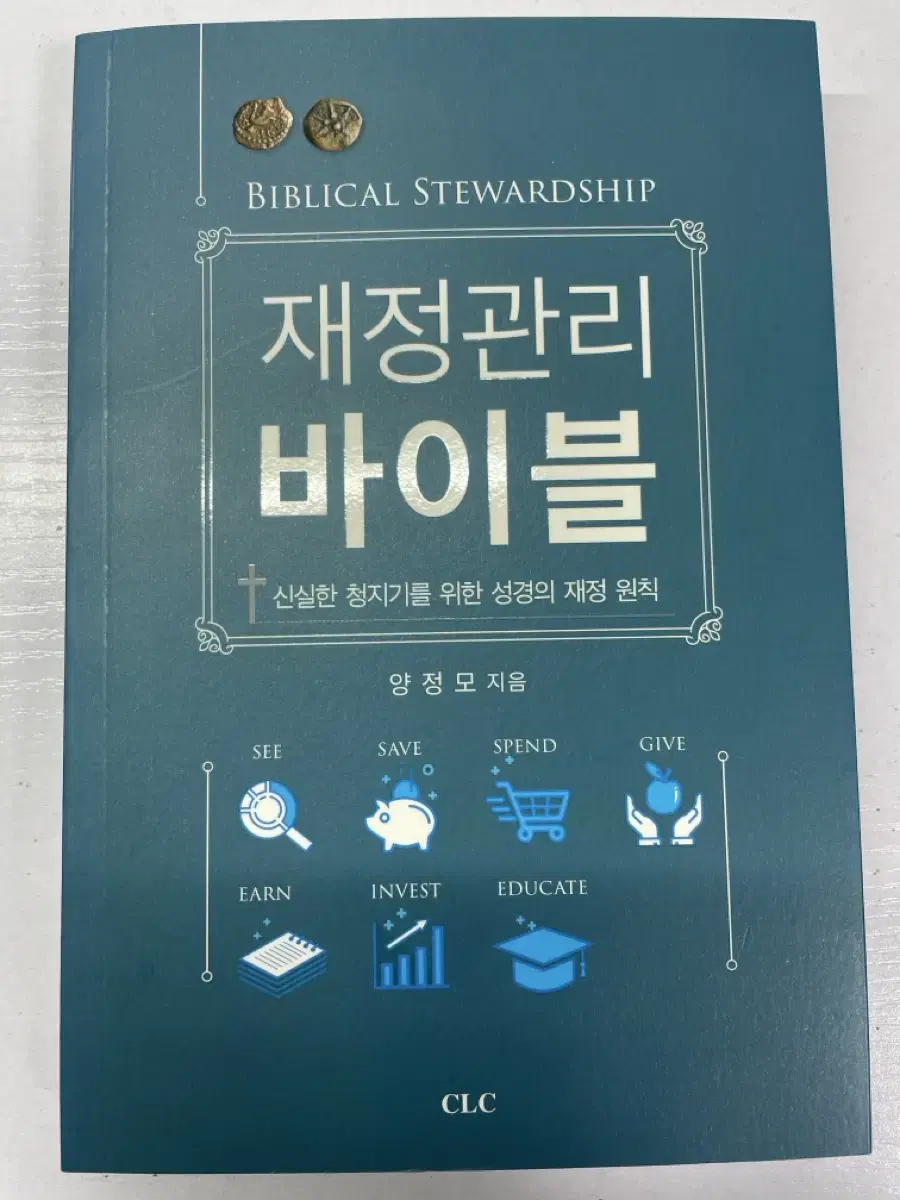 BIBLICAL STEWARDSHIP
재정관리
바이블
신실한 청지기를 위한 성경의 재정 원칙
양정모 지음
SEE SAVE SPEND GIVE
EARN INVEST EDUCATE
CLC